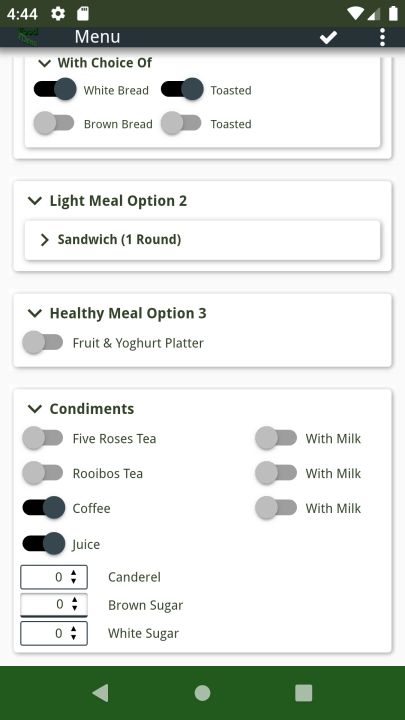 4:44
Menu
With Choice Of
White Bread Toasted
Brown Bread Toasted
Light Meal Option 2
Sandwich (1 Round)
Healthy Meal Option 3
Fruit & Yoghurt Platter
Condiments
Five Roses Tea With Milk
Rooibos Tea With Milk
Coffee With Milk
Juice
0 Canderel
0 Brown Sugar
0 White Sugar